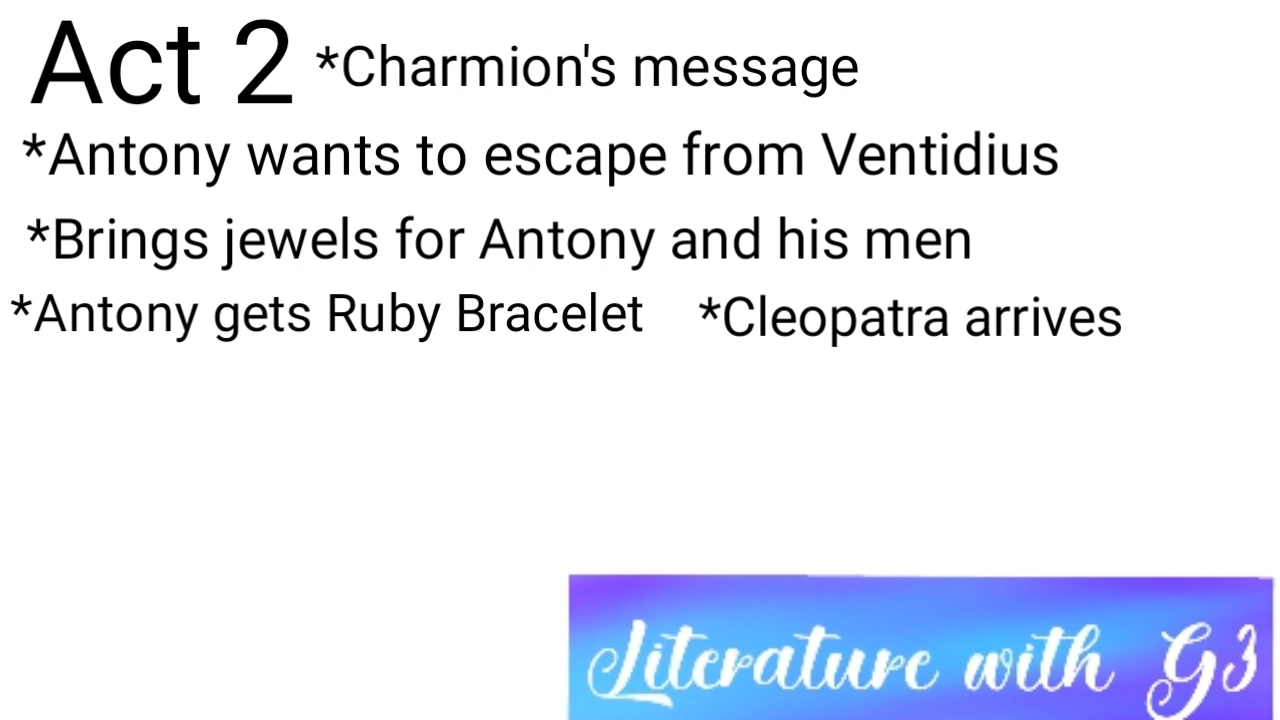 Act 2 *Charmion's message
*Antony wants to escape from Ventidius
*Brings jewels for Antony and his men
*Antony gets Ruby Bracelet *Cleopatra arrives
Literature with G3